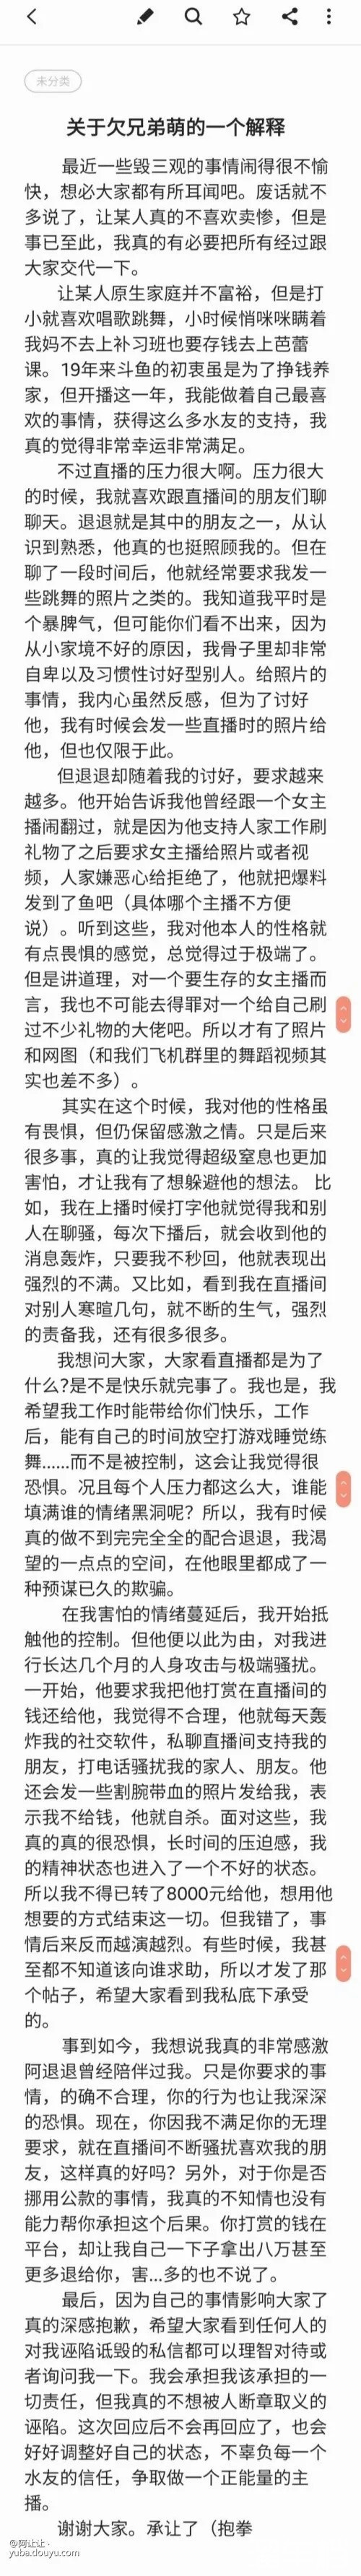 未分类
关于欠兄弟萌的一个解释
最近一些毁三观的事情闹得很不愉
快，想必大家都有所耳闻吧。废话就不
多说了，让某人真的不喜欢卖惨，但是
事已至此，我真的有必要把所有经过跟
大家交代一下。
让某人原生家庭并不富裕，但是打
小就喜欢唱歌跳舞，小时候悄咪咪瞒着
我妈不去上补习班也要存钱去上芭蕾
课。19年来斗鱼的初衷虽是为了挣钱养
家，但开播这一年，我能做着自己最喜
欢的事情，获得这么多水友的支持，我
真的觉得非常幸运非常满足。
不过直播的压力很大啊。压力很大
的时候，我就喜欢跟直播间的朋友们聊
聊天。退退就是其中的朋友之一，从认
识到熟悉，他真的也挺照顾我的。但在
聊了一段时间后，他就经常要求我发一
些跳舞的照片之类的。我知道我平时是
个暴脾气，但可能你们看不出来，因为
从小家境不好的原因，我骨子里却非常
自卑以及习惯性讨好型别人。给照片的
事情，我内心虽然反感，但为了讨好
他，我有时候会发一些直播时的照片给
他，但也仅限于此。
但退退却随着我的讨好，要求越来
越多。他开始告诉我他曾经跟一个女主
播闹翻过，就是因为他支持人家工作刷
礼物了之后要求女主播给照片或者视
频，人家嫌恶心给拒绝了，他就把爆料
发到了鱼吧（具体哪个主播不方便
说）。听到这些，我对他本人的性格就
有点畏惧的感觉，总觉得过于极端了。
但是讲道理，对一个要生存的女主播而
言，我也不可能去得罪对一个给自己刷
过不少礼物的大佬吧。所以才有了照片
和网图（和我们飞机群里的舞蹈视频其
实也差不多）。
其实在这个时候，我对他的性格虽
有畏惧，但仍保留感激之情。只是后来
很多事，真的让我觉得超级窒息也更加
害怕，才让我有了想躲避他的想法。 比
如，我在上播时候打字他就觉得我和别
人在聊骚，每次下播后，就会收到他的
消息轰炸，只要我不秒回，他就表现出
强烈的不满。又比如，看到我在直播间
对别人寒暄几句，就不断的生气，强烈
的责备我，还有很多很多。
我想问大家，大家看直播都是为了
什么?是不是快乐就完事了。我也是，我
希望我工作时能带给你们快乐，工作
后，能有自己的时间放空打游戏睡觉练
舞......而不是被控制，这会让我觉得很
恐惧。况且每个人压力都这么大，谁能
填满谁的情绪黑洞呢？所以，我有时候
真的做不到完完全全的配合退退，我渴
望的一点点的空间，在他眼里都成了一
种预谋已久的欺骗。
在我害怕的情绪蔓延后，我开始抵
触他的控制。但他便以此为由，对我进
行长达几个月的人身攻击与极端骚扰。
一开始，他要求我把他打赏在直播间的
钱还给他，我觉得不合理，他就每天轰
炸我的社交软件，私聊直播间支持我的
朋友，打电话骚扰我的家人、朋友。他
还会发一些割腕带血的照片发给我，表
示我不给钱，他就自杀。面对这些，我
真的真的很恐惧，长时间的压迫感，我
的精神状态也进入了一个不好的状态。
所以我不得已转了8000元给他，想用他
想要的方式结束这一切。但我错了，事
情后来反而越演越烈。有些时候，我甚
至都不知道该向谁求助，所以才发了那
个帖子，希望大家看到我私底下承受
的。
事到如今，我想说我真的非常感激
阿退退曾经陪伴过我。只是你要求的事
情，的确不合理，你的行为也让我深深
的恐惧。现在，你因我不满足你的无理
要求，就在直播间不断骚扰喜欢我的朋
友，这样真的好吗？另外，对于你是否
挪用公款的事情，我真的不知情也没有
能力帮你承担这个后果。你打赏的钱在
平台，却让我自己一下子拿出八万甚至
更多退给你，害...多的也不说了。
最后，因为自己的事情影响大家了
真的深感抱歉，希望大家看到任何人的
对我诬陷诋毁的私信都可以理智对待或
者询问我一下。我会承担我该承担的一
切责任，但我真的不想被人断章取义的
诬陷。这次回应后不会再回应了，也会
好好调整好自己的状态，不辜负每一个
水友的信任，争取做一个正能量的主
播。
谢谢大家。承让了（抱拳
@阿让让·
yuba.douyu.com